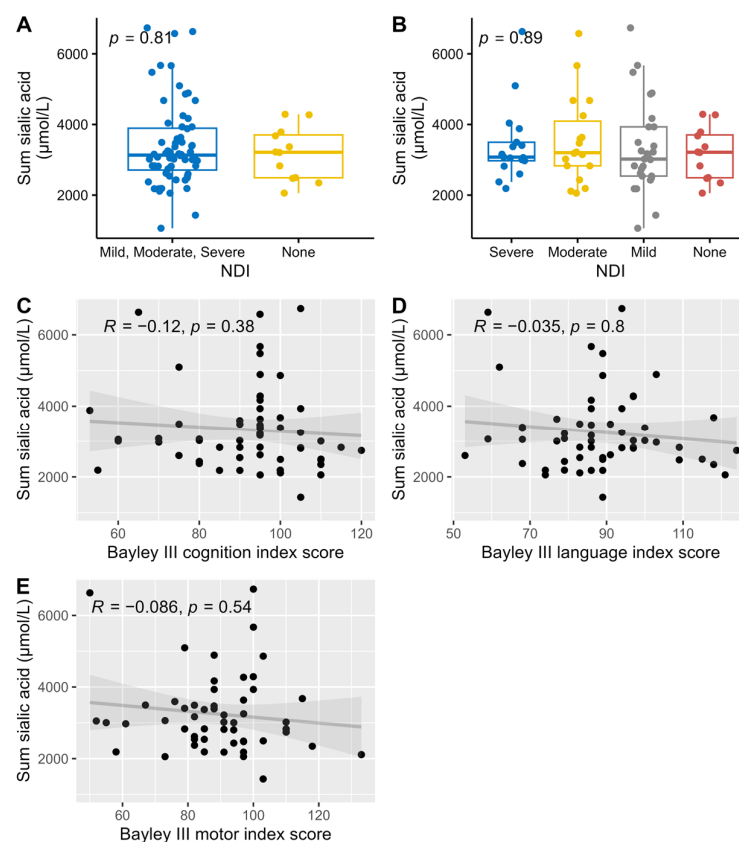 A
p = 0.81
Sum sialic acid
(μmol/L)
6000
4000
2000
Mild, Moderate, Severe
None
NDI
B
p = 0.89
Sum sialic acid
(μmol/L)
6000
4000
2000
Severe
Moderate
Mild
None
NDI
C
R = −0.12, p = 0.38
Sum sialic acid (μmol/L)
6000
4000
2000
60
80
100
120
Bayley III cognition index score
D
R = −0.035, p = 0.8
Sum sialic acid (μmol/L)
6000
4000
2000
50
70
90
110
Bayley III language index score
E
R = −0.086, p = 0.54
Sum sialic acid (μmol/L)
6000
4000
2000
60
80
100
120
Bayley III motor index score